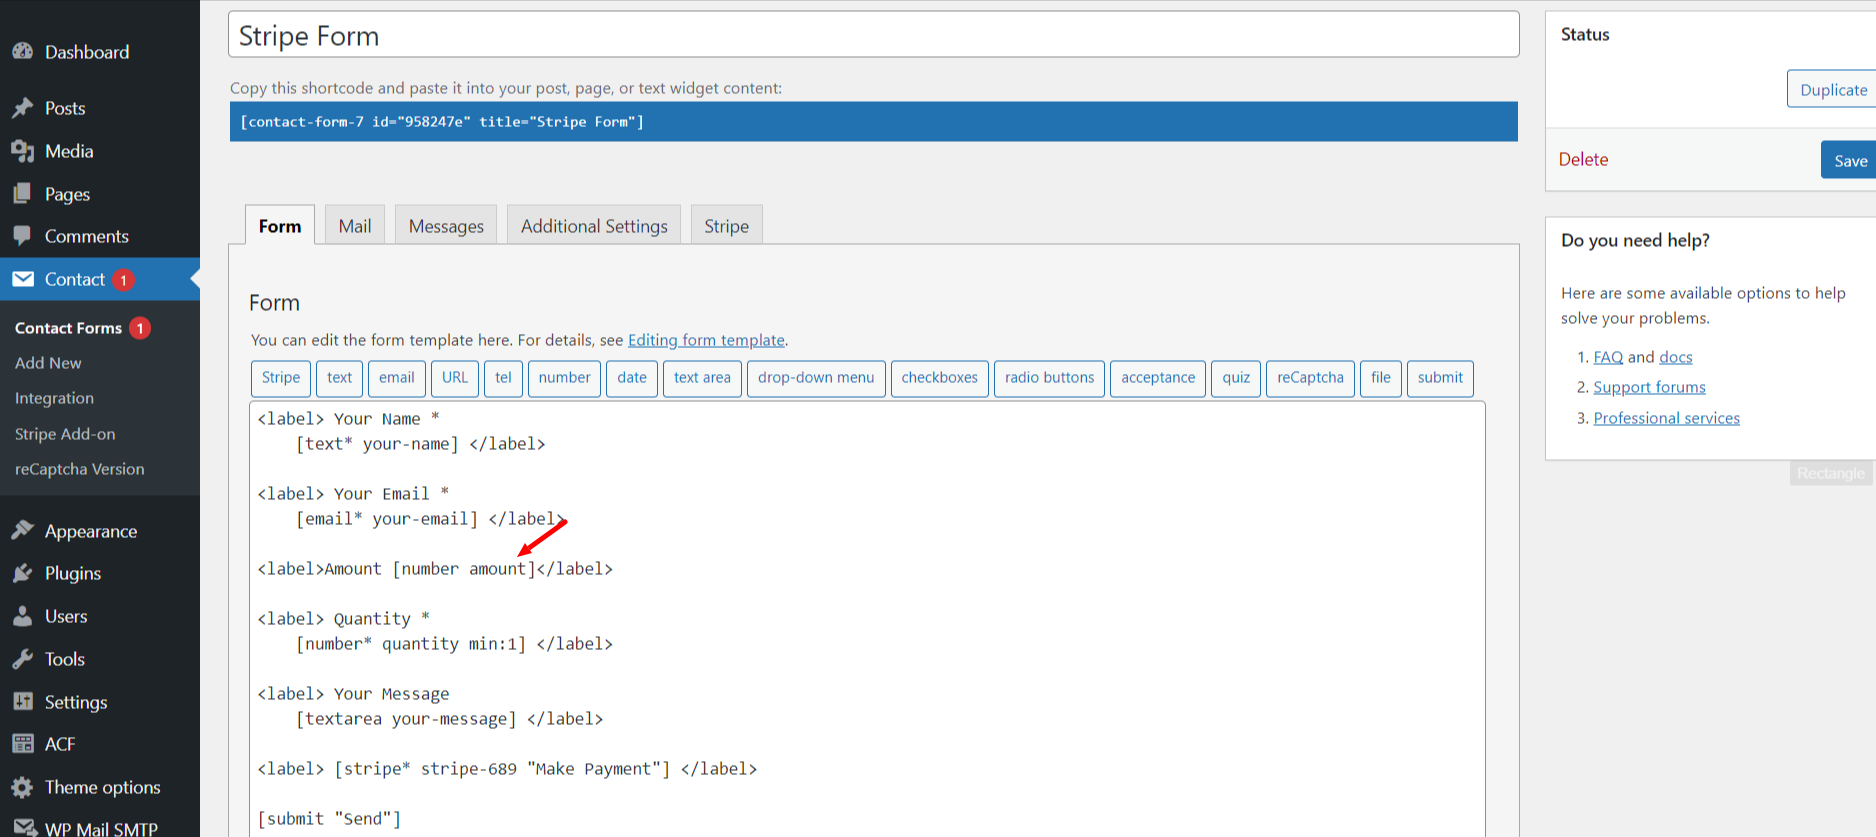 Dashboard
Posts
Media
Pages
Comments
Contact 1
Contact Forms 1
Add New
Integration
Stripe Add-on
reCaptcha Version
Appearance
Plugins
Users
Tools
Settings
ACF
Theme options
WP Mail SMTP
Stripe Form
Copy this shortcode and paste it into your post, page, or text widget content:
[contact-form-7 id="958247e" title="Stripe Form"]
Form Mail Messages Additional Settings Stripe
Form
You can edit the form template here. For details, see Editing form template.
Stripe text email URL tel number date text area drop-down menu checkboxes radio buttons acceptance quiz reCaptcha file submit
<label> Your Name *
[text* your-name] </label>
<label> Your Email *
[email* your-email] </label>
<label>Amount [number amount]</label>
<label> Quantity *
[number* quantity min:1] </label>
<label> Your Message
[textarea your-message] </label>
<label> [stripe* stripe-689 "Make Payment"] </label>
[submit "Send"]
Status
Duplicate
Delete Save
Do you need help?
Here are some available options to help
solve your problems.
1. FAQ and docs
2. Support forums
3. Professional services
Rectangle